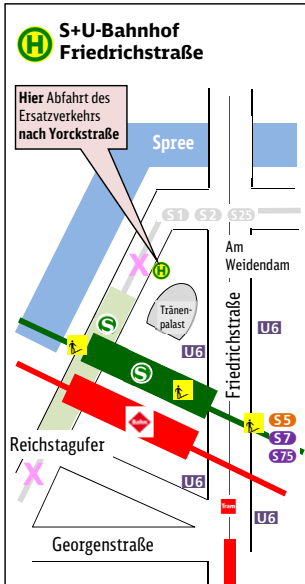 H
S+U-Bahnhof
Friedrichstraße
Hier Abfahrt des
Ersatzverkehrs
nach Yorckstraße
Spree
S1 S2 S25
X
H
Am
Weidendam
Tränen-
palast
Friedrichstraße
S
U6
U6
S
S5
S7
S75
Bahn
Reichstagufer
X
U6
Tram
U6
Georgenstraße